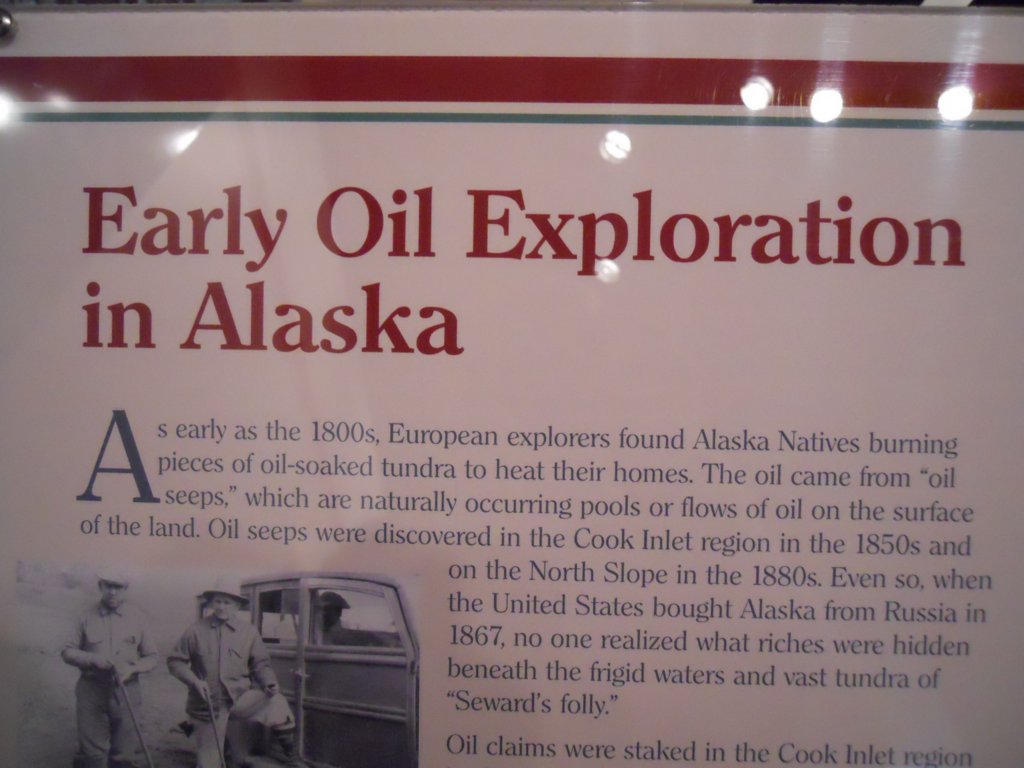 Early Oil Exploration
in Alaska
As early as the 1800s, European explorers found Alaska Natives burning
pieces of oil-soaked tundra to heat their homes. The oil came from “oil
seeps,” which are naturally occurring pools or flows of oil on the surface
of the land. Oil seeps were discovered in the Cook Inlet region in the 1850s and
on the North Slope in the 1880s. Even so, when
the United States bought Alaska from Russia in
1867, no one realized what riches were hidden
beneath the frigid waters and vast tundra of
“Seward’s folly.”
Oil claims were staked in the Cook Inlet region